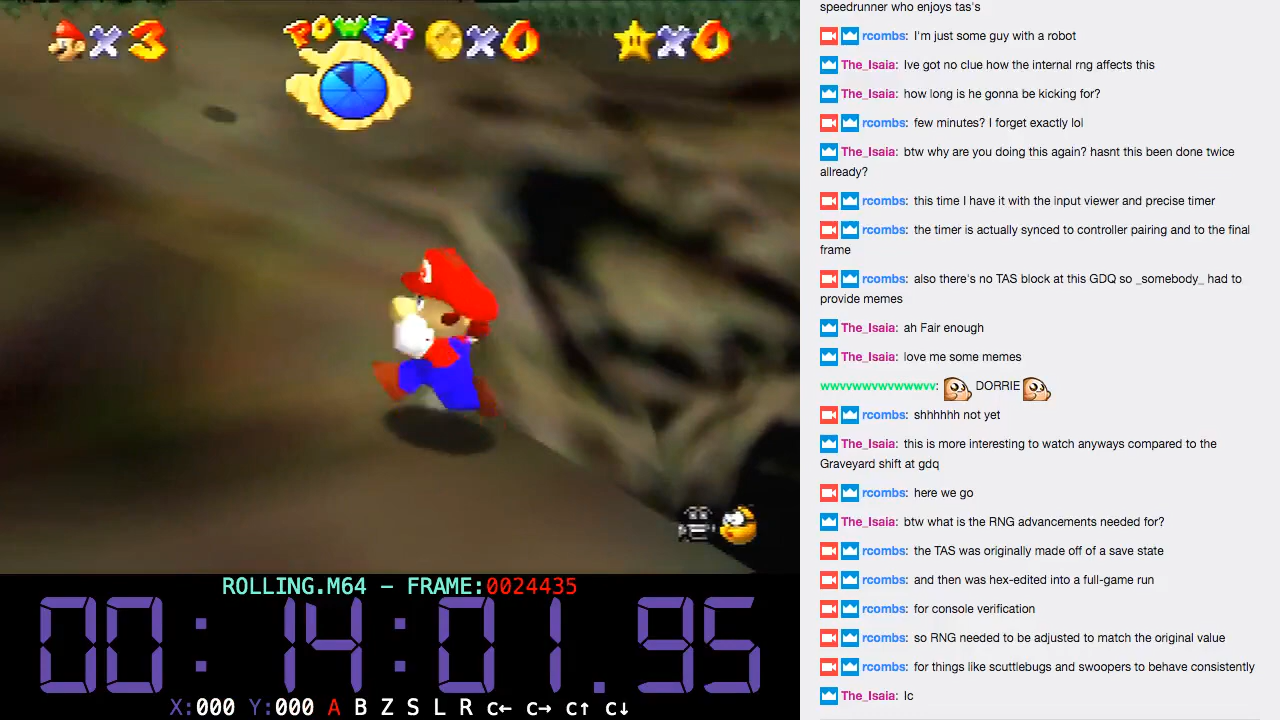 ×3 POWER ×0 ×0
ROLLING.M64 – FRAME:0024435
00:14:01.95
X:000 Y:000 A B Z S L R C← C→ C↑ C↓
speedrunner who enjoys tas's
rcombs: I'm just some guy with a robot
The_Isaia: Ive got no clue how the internal rng affects this
The_Isaia: how long is he gonna be kicking for?
rcombs: few minutes? I forget exactly lol
The_Isaia: btw why are you doing this again? hasnt this been done twice
allready?
rcombs: this time I have it with the input viewer and precise timer
rcombs: the timer is actually synced to controller pairing and to the final
frame
rcombs: also there's no TAS block at this GDQ so _somebody_ had to
provide memes
The_Isaia: ah Fair enough
The_Isaia: love me some memes
: DORRIE
rcombs: shhhhhh not yet
The_Isaia: this is more interesting to watch anyways compared to the
Graveyard shift at gdq
rcombs: here we go
The_Isaia: btw what is the RNG advancements needed for?
rcombs: the TAS was originally made off of a save state
rcombs: and then was hex-edited into a full-game run
rcombs: for console verification
rcombs: so RNG needed to be adjusted to match the original value
rcombs: for things like scuttlebugs and swoopers to behave consistently
The_Isaia: Ic